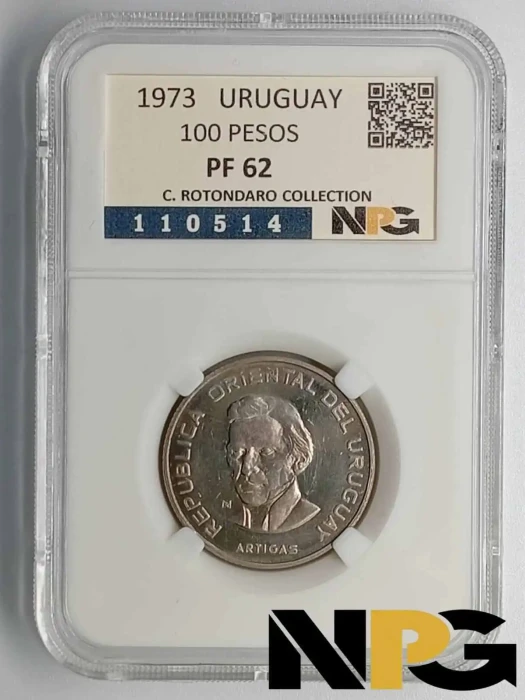 1973 URUGUAY
100 PESOS
PF 62
C. ROTONDARO COLLECTION
110514 NPG
REPUBLICA ORIENTAL DEL URUGUAY
N
ARTIGAS
NPG